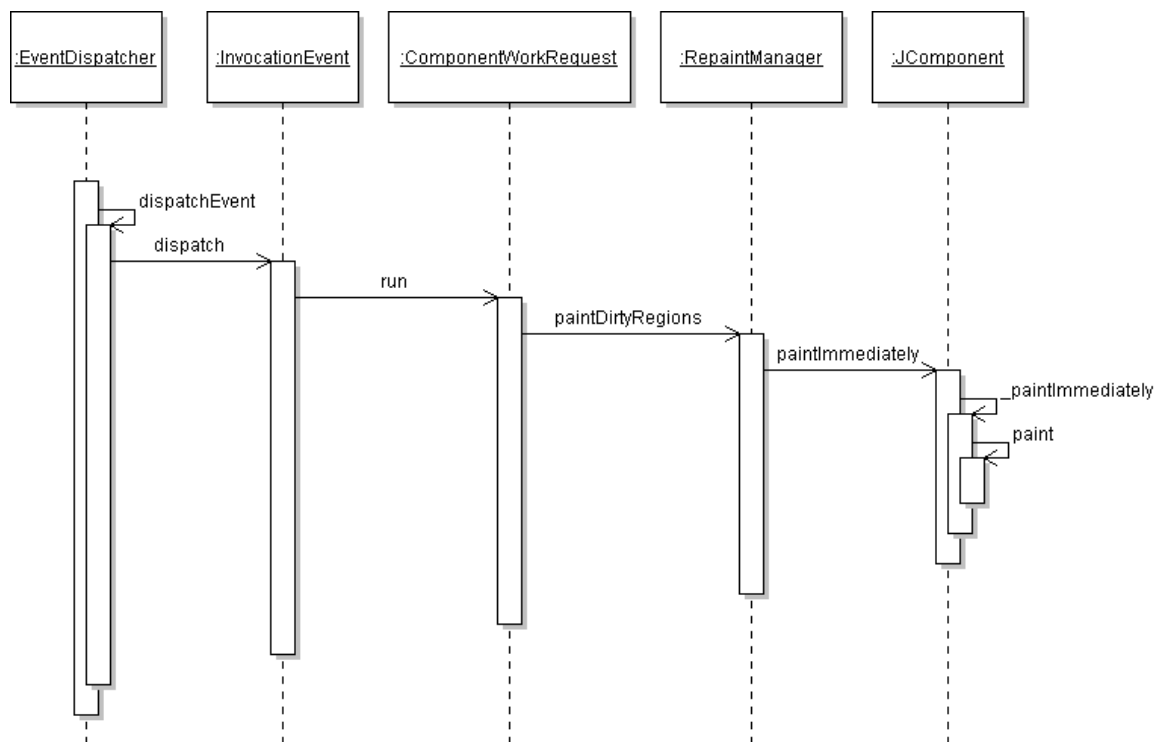 :EventDispatcher
:InvocationEvent
:ComponentWorkRequest
:RepaintManager
:JComponent
dispatchEvent
dispatch
run
paintDirtyRegions
paintImmediately
_paintImmediately
paint